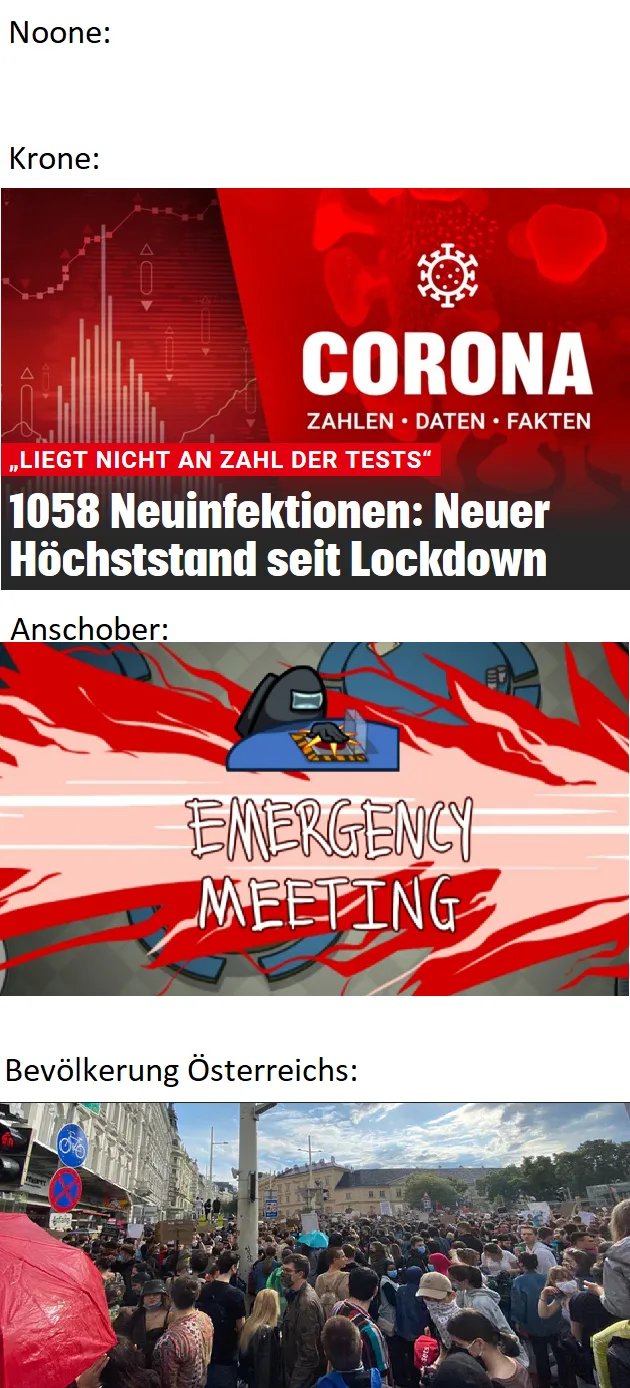 Noone:
Krone:
CORONA
ZAHLEN • DATEN • FAKTEN
„LIEGT NICHT AN ZAHL DER TESTS“
1058 Neuinfektionen: Neuer
Höchststand seit Lockdown
Anschober:
EMERGENCY
MEETING
Bevölkerung Österreichs: